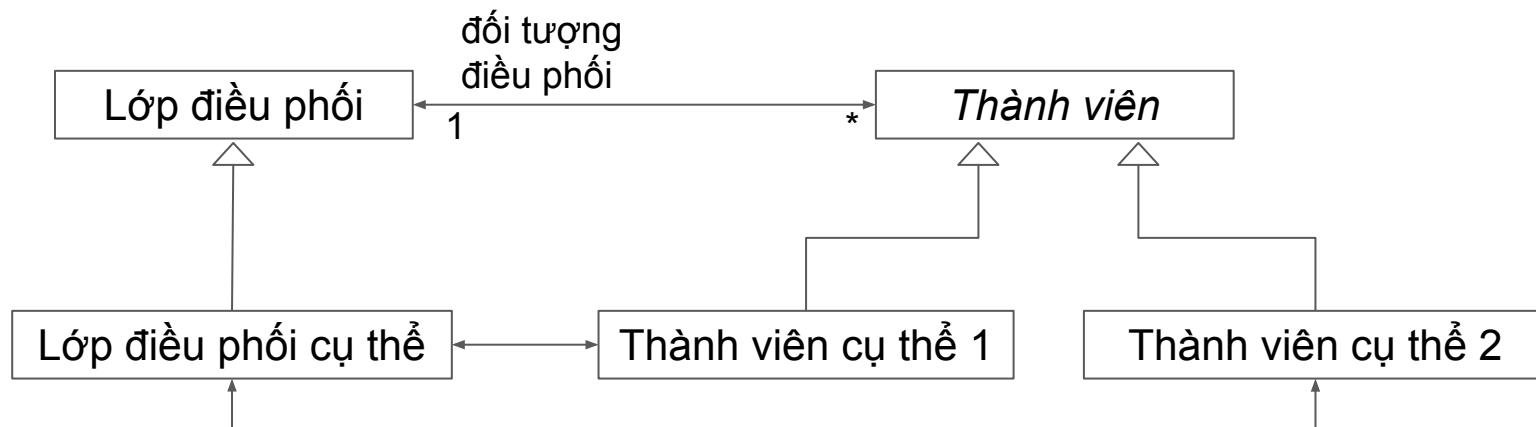 đối tượng
điều phối
Lớp điều phối
Thành viên
1
*
Lớp điều phối cụ thể
Thành viên cụ thể 1
Thành viên cụ thể 2